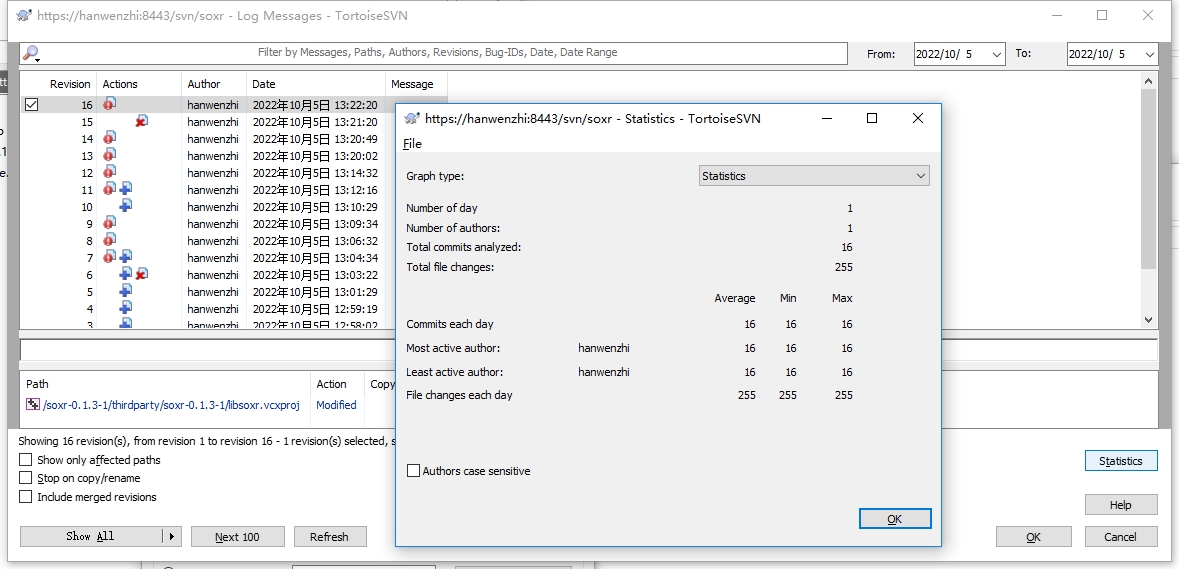 https://hanwenzhi:8443/svn/soxr - Log Messages - TortoiseSVN
Filter by Messages, Paths, Authors, Revisions, Bug-IDs, Date, Date Range
From: 2022/10/ 5 To: 2022/10/ 5
Revision Actions Author Date Message
16 hanwenzhi 2022年10月5日 13:22:20
15 hanwenzhi 2022年10月5日 13:21:20
14 hanwenzhi 2022年10月5日 13:20:49
13 hanwenzhi 2022年10月5日 13:20:02
12 hanwenzhi 2022年10月5日 13:14:32
11 hanwenzhi 2022年10月5日 13:12:16
10 hanwenzhi 2022年10月5日 13:10:29
9 hanwenzhi 2022年10月5日 13:09:34
8 hanwenzhi 2022年10月5日 13:06:32
7 hanwenzhi 2022年10月5日 13:04:34
6 hanwenzhi 2022年10月5日 13:03:22
5 hanwenzhi 2022年10月5日 13:01:29
4 hanwenzhi 2022年10月5日 12:59:19
3 hanwenzhi 2022年10月5日 12:58:02
Path Action Copy
/soxr-0.1.3-1/thirdparty/soxr-0.1.3-1/libsoxr.vcxproj Modified
Showing 16 revision(s), from revision 1 to revision 16 - 1 revision(s) selected, s
Show only affected paths
Stop on copy/rename
Include merged revisions
Show All Next 100 Refresh
Statistics
Help
OK Cancel
https://hanwenzhi:8443/svn/soxr - Statistics - TortoiseSVN
File
Graph type: Statistics
Number of day 1
Number of authors: 1
Total commits analyzed: 16
Total file changes: 255
Average Min Max
Commits each day 16 16 16
Most active author: hanwenzhi 16 16 16
Least active author: hanwenzhi 16 16 16
File changes each day 255 255 255
Authors case sensitive
OK